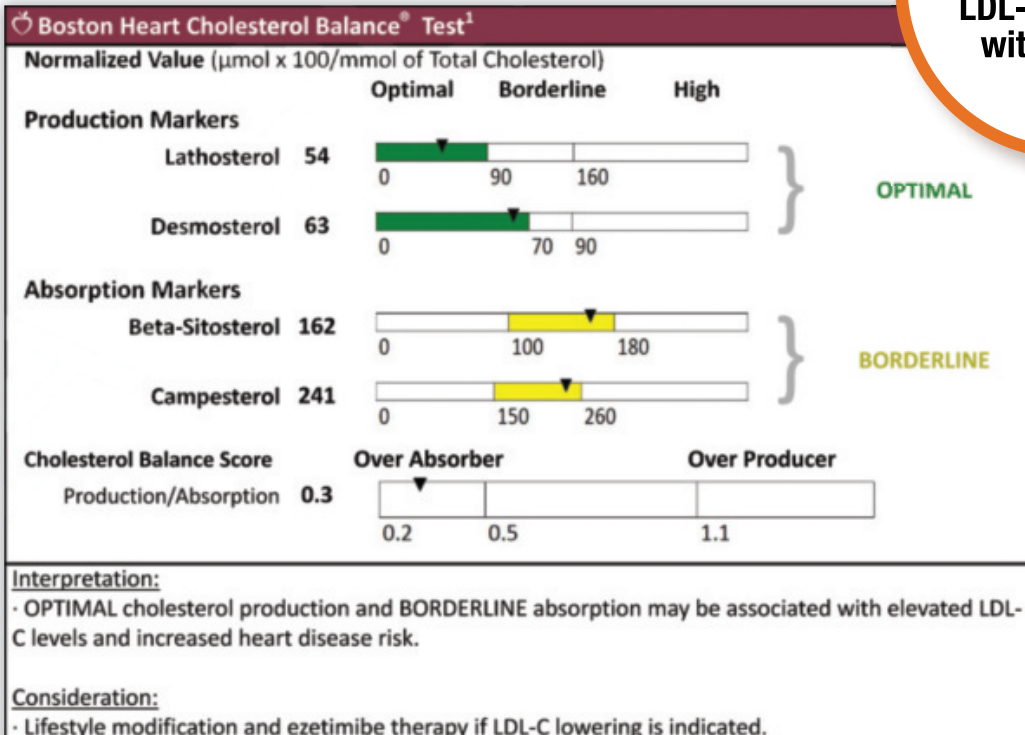 Boston Heart Cholesterol Balance® Test¹
LDL-
wit
Normalized Value (µmol x 100/mmol of Total Cholesterol)
Optimal Borderline High
Production Markers
Lathosterol 54
0 90 160
OPTIMAL
Desmosterol 63
0 70 90
Absorption Markers
Beta-Sitosterol 162
0 100 180
BORDERLINE
Campesterol 241
0 150 260
Cholesterol Balance Score Over Absorber Over Producer
Production/Absorption 0.3
0.2 0.5 1.1
Interpretation:
· OPTIMAL cholesterol production and BORDERLINE absorption may be associated with elevated LDL-
C levels and increased heart disease risk.
Consideration:
· Lifestyle modification and ezetimibe therapy if LDL-C lowering is indicated.